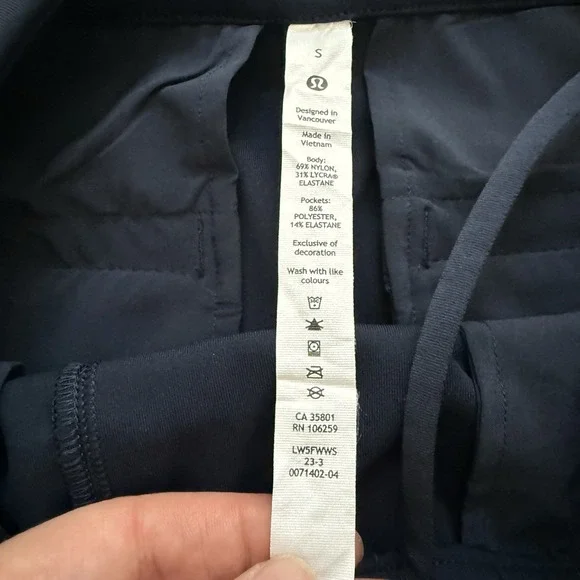 S
Designed in
Vancouver
Made in
Vietnam
Body:
69% NYLON,
31% LYCRA®
ELASTANE
Pockets:
86%
POLYESTER,
14% ELASTANE
Exclusive of
decoration
Wash with like
colours
CA 35801
RN 106259
LW5FWWS
23-3
0071402-04